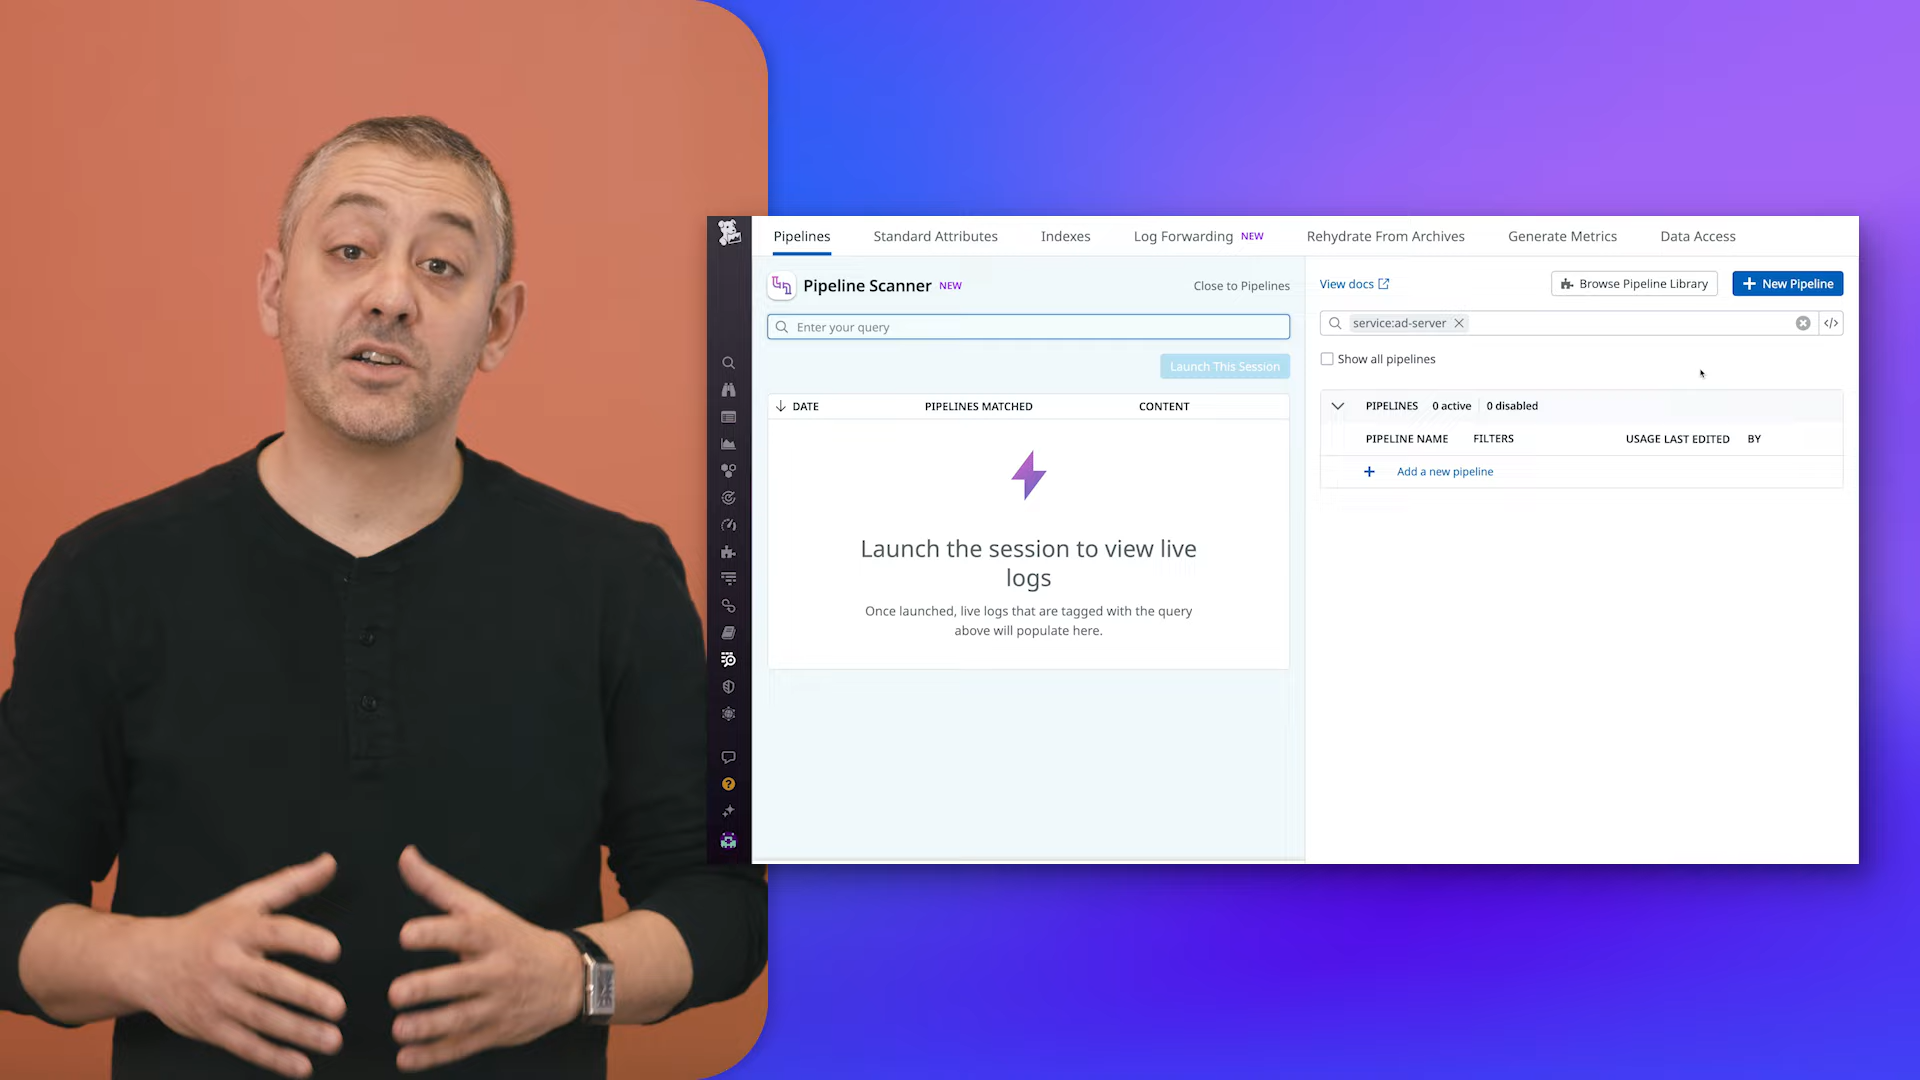 Pipelines
Standard Attributes
Indexes
Log Forwarding NEW
Rehydrate From Archives
Generate Metrics
Data Access
Pipeline Scanner NEW
Close to Pipelines
Enter your query
Launch This Session
DATE
PIPELINES MATCHED
CONTENT
Launch the session to view live
logs
Once launched, live logs that are tagged with the query
above will populate here.
View docs
Browse Pipeline Library
New Pipeline
service:ad-server
Show all pipelines
PIPELINES 0 active 0 disabled
PIPELINE NAME FILTERS USAGE LAST EDITED BY
Add a new pipeline